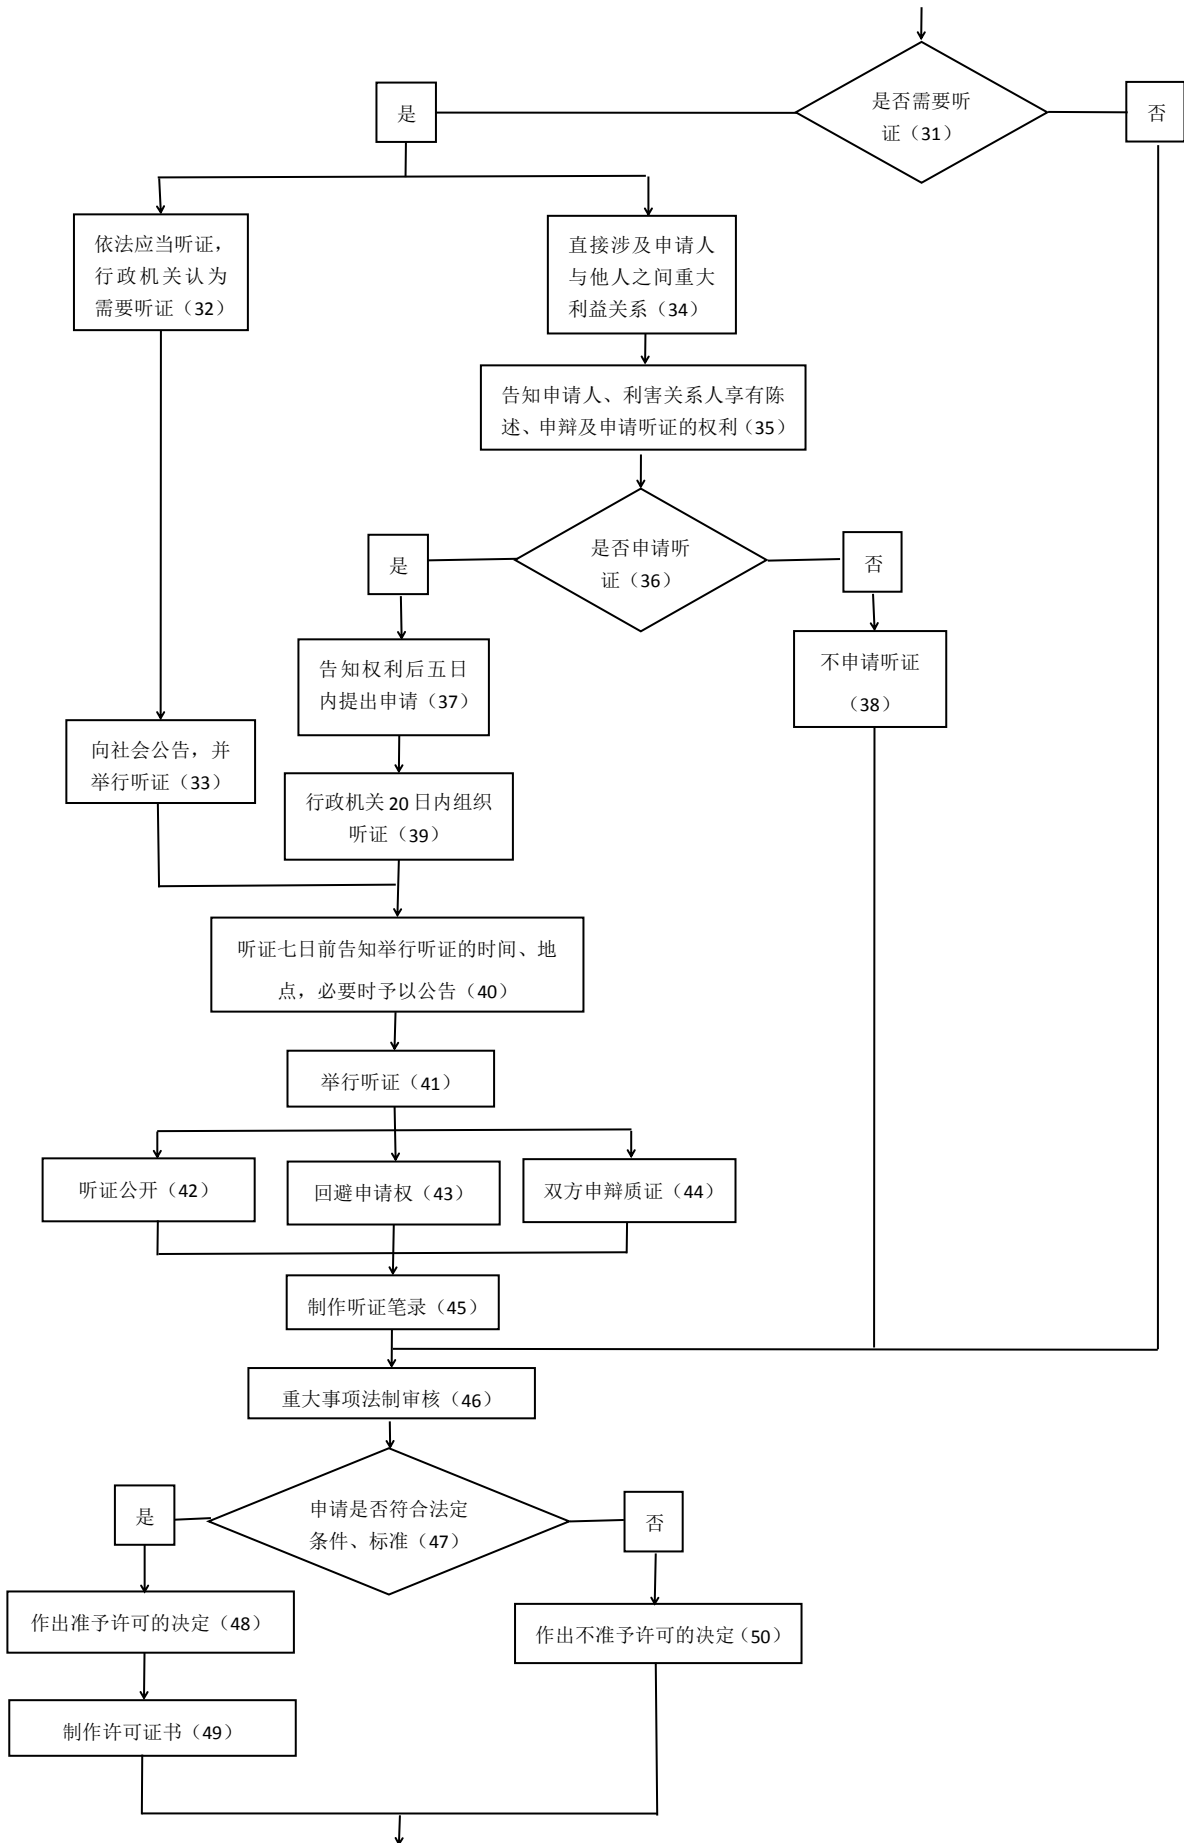 是否需要听
证（31）
是
否
依法应当听证，
行政机关认为
需要听证（32）
直接涉及申请人
与他人之间重大
利益关系（34）
告知申请人、利害关系人享有陈
述、申辩及申请听证的权利（35）
是否申请听
证（36）
是
否
告知权利后五日
内提出申请（37）
不申请听证
（38）
向社会公告，并
举行听证（33）
行政机关 20 日内组织
听证（39）
听证七日前告知举行听证的时间、地
点，必要时予以公告（40）
举行听证（41）
听证公开（42）
回避申请权（43）
双方申辩质证（44）
制作听证笔录（45）
重大事项法制审核（46）
申请是否符合法定
条件、标准（47）
是
否
作出准予许可的决定（48）
作出不准予许可的决定（50）
制作许可证书（49）